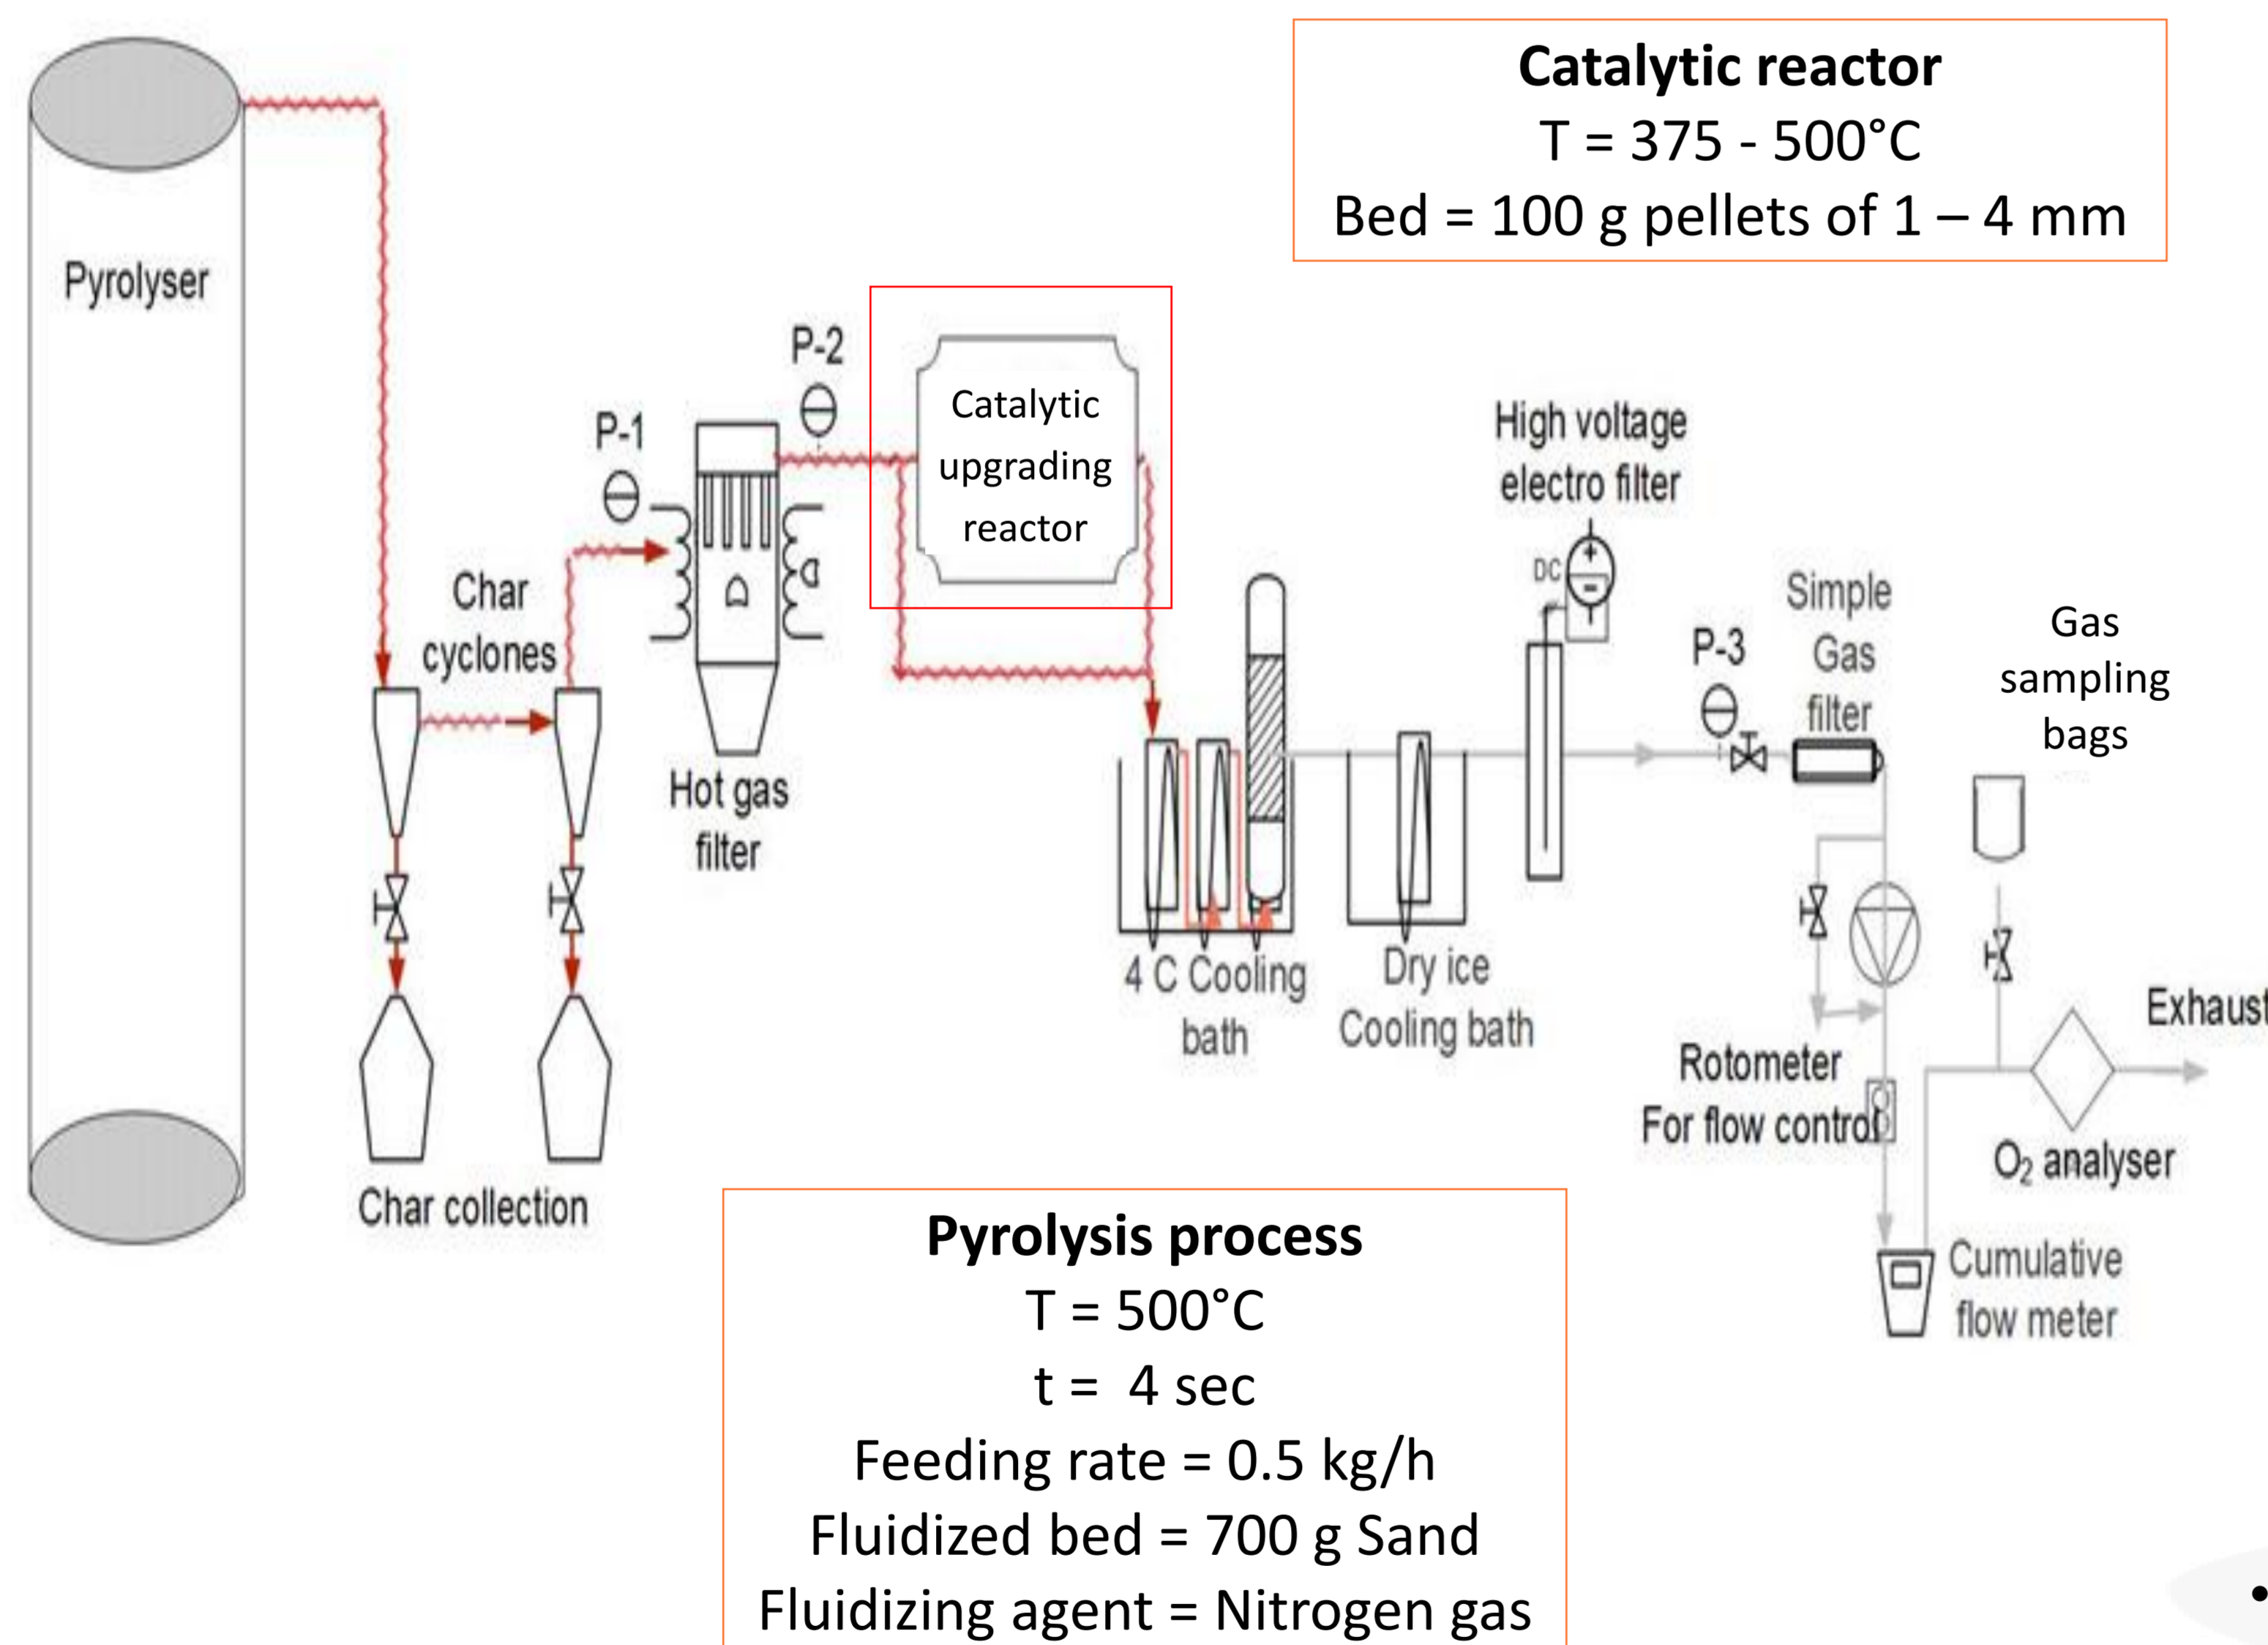 Catalytic reactor
T = 375 - 500°C
Bed = 100 g pellets of 1 – 4 mm
Pyrolyser
P-2
Catalytic
upgrading
reactor
P-1
High voltage
electro filter
DC
+
-
Char
cyclones
Simple
Gas
filter
P-3
Gas
sampling
bags
Hot gas
filter
4 C Cooling
bath
Dry ice
Cooling bath
Exhaust
Rotometer
For flow control
O₂ analyser
Char collection
Cumulative
flow meter
Pyrolysis process
T = 500°C
t = 4 sec
Feeding rate = 0.5 kg/h
Fluidized bed = 700 g Sand
Fluidizing agent = Nitrogen gas
•